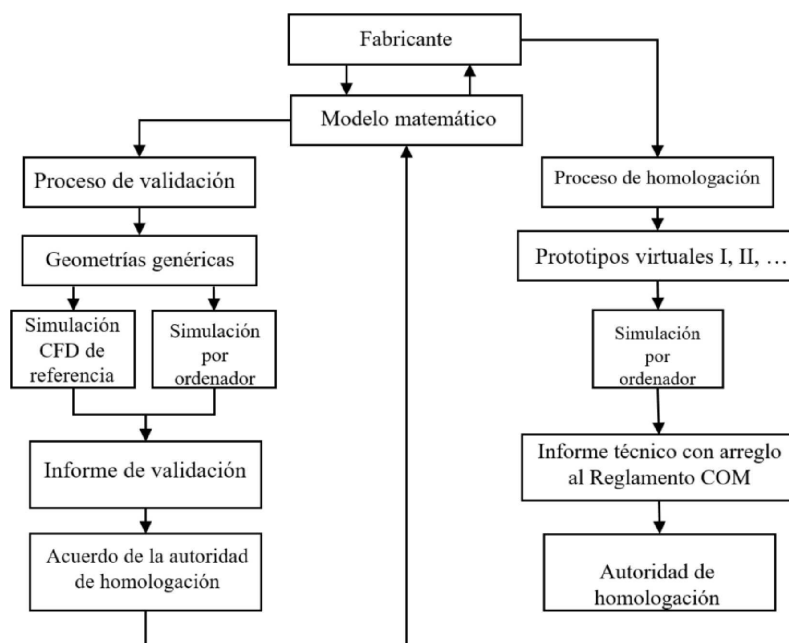 Fabricante
Modelo matemático
Proceso de validación
Geometrías genéricas
Simulación
CFD de
referencia
Simulación
por
ordenador
Informe de validación
Acuerdo de la autoridad
de homologación
Proceso de homologación
Prototipos virtuales I, II, …
Simulación
por
ordenador
Informe técnico con arreglo
al Reglamento COM
Autoridad de
homologación